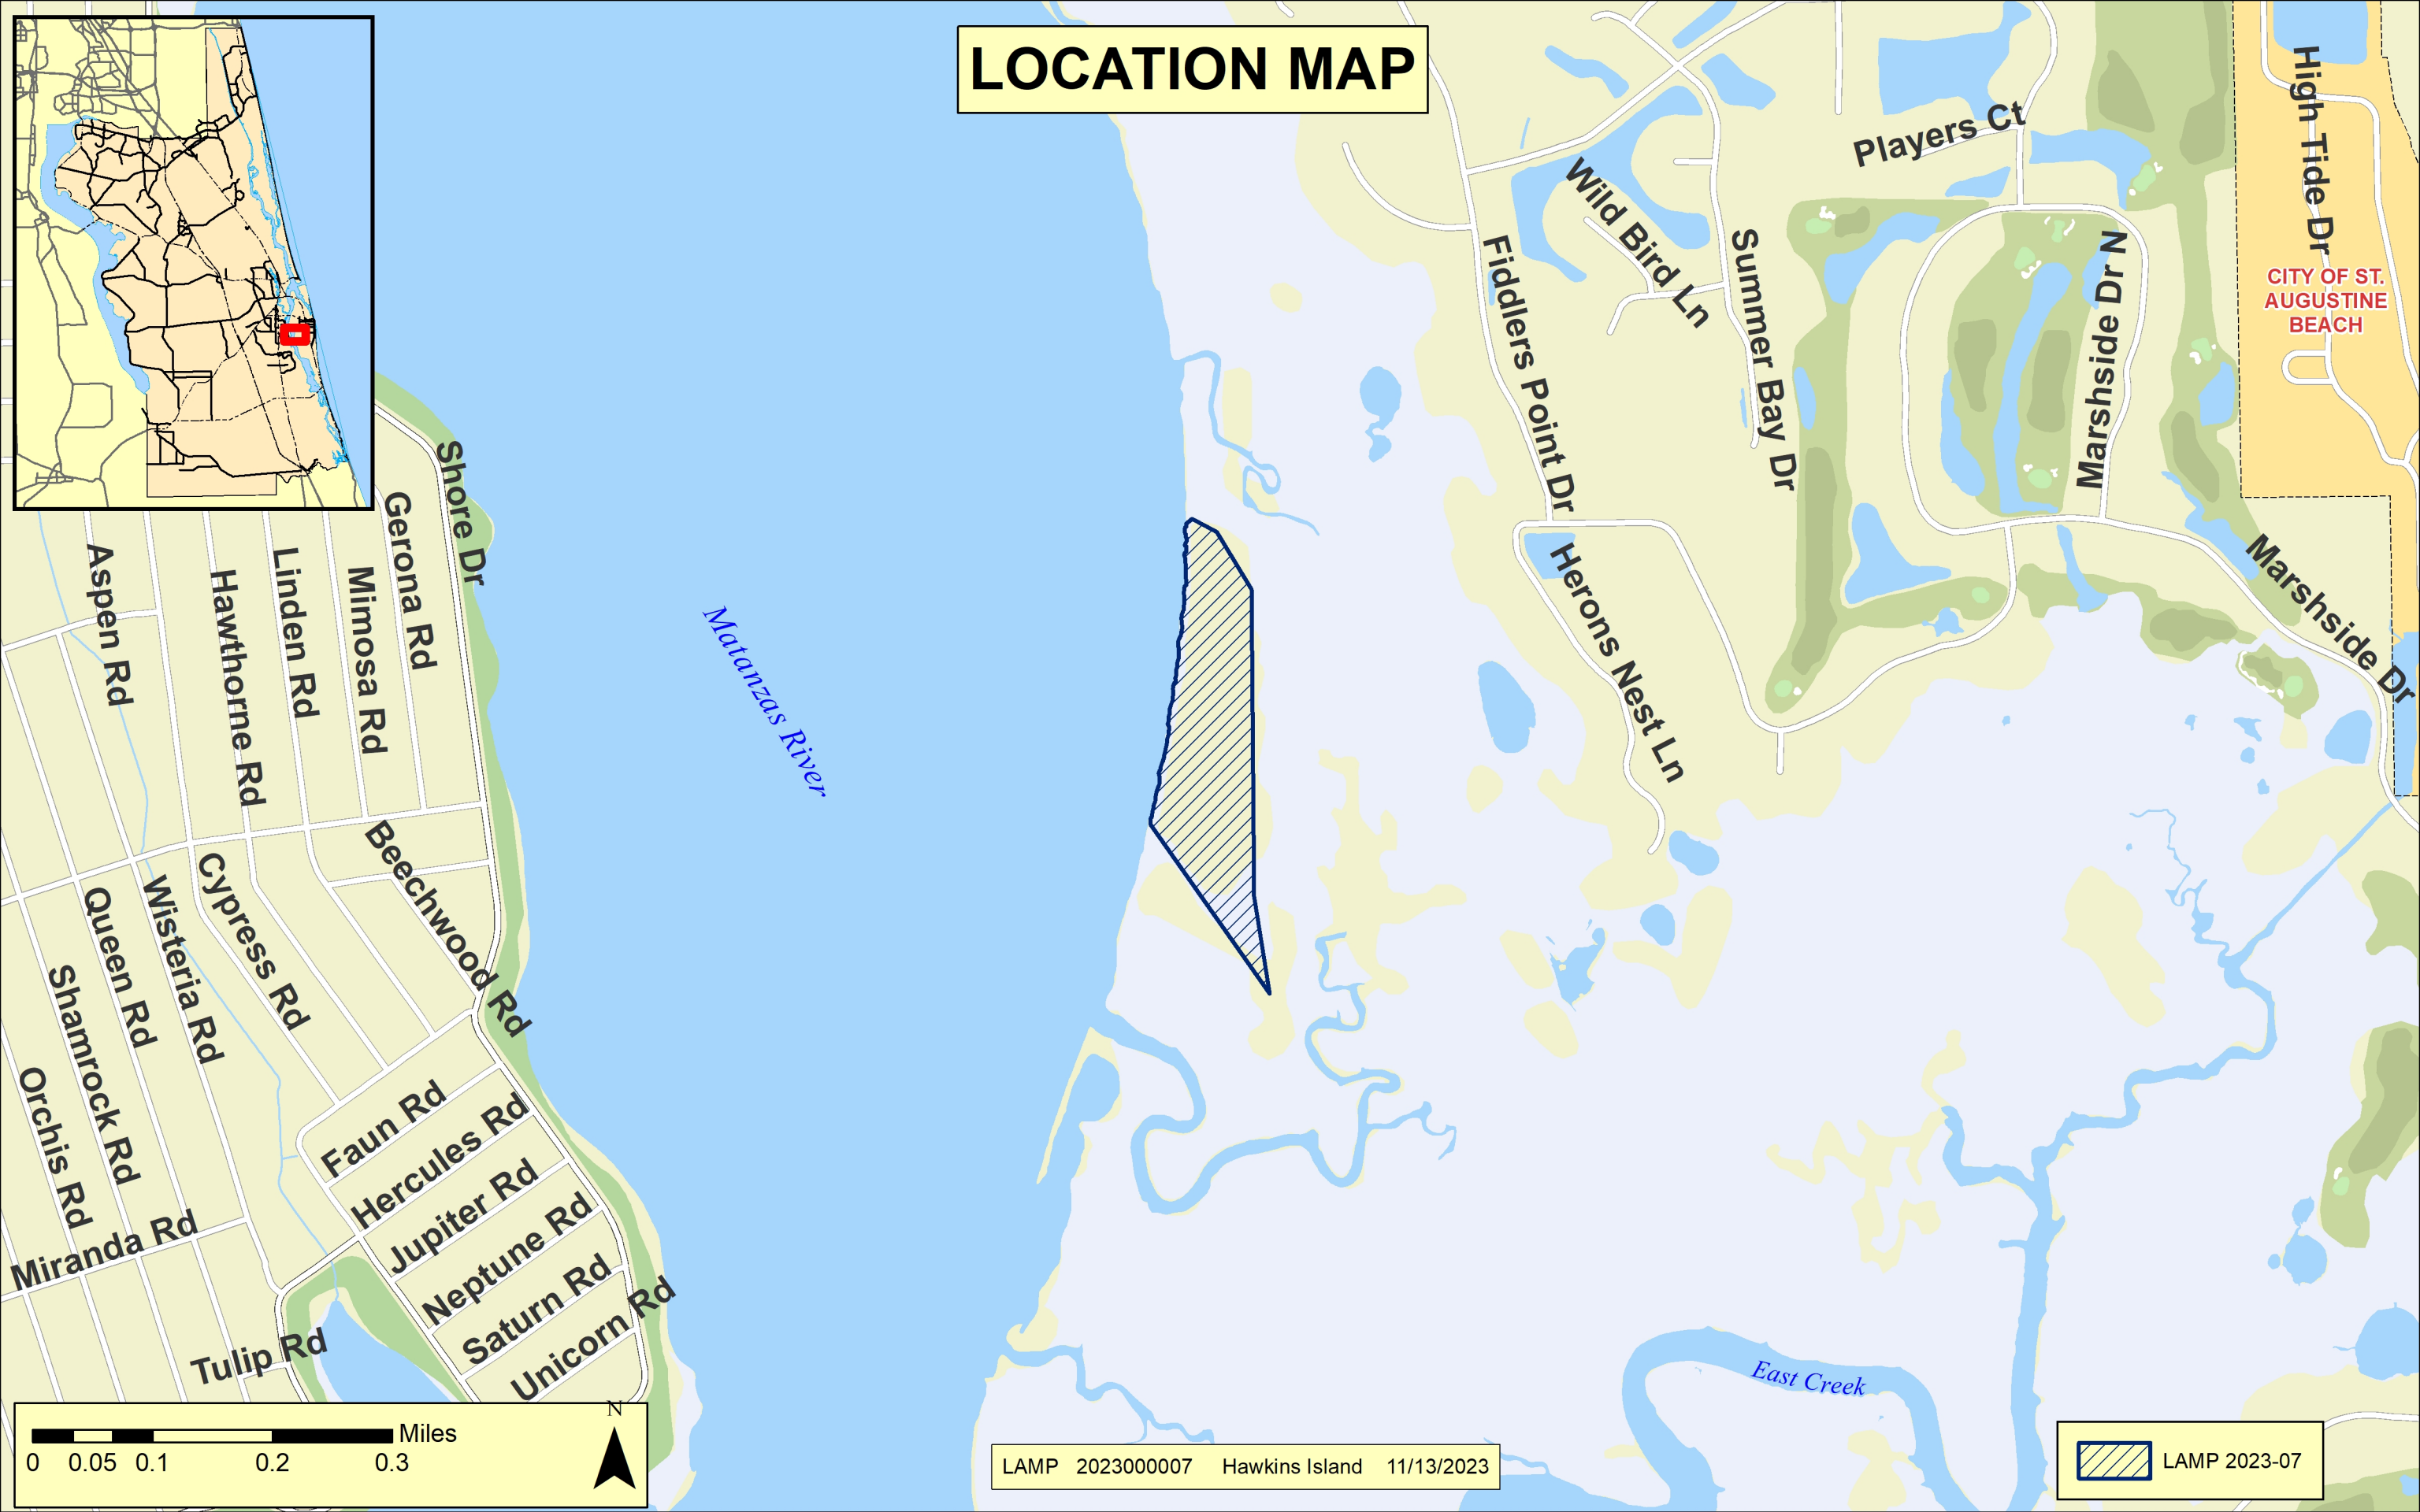 LOCATION MAP
High Tide Dr
Players Ct
Wild Bird Ln
Fiddlers Point Dr
Summer Bay Dr
Marshside Dr N
CITY OF ST.
AUGUSTINE
BEACH
Shore Dr
Gerona Rd
Aspen Rd
Hawthorne Rd
Linden Rd
Mimosa Rd
Matanzas River
Herons Nest Ln
Marshside Dr
Beechwood Rd
Cypress Rd
Wisteria Rd
Queen Rd
Shamrock Rd
Orchis Rd
Faun Rd
Hercules Rd
Jupiter Rd
Miranda Rd
Neptune Rd
Saturn Rd
Unicorn Rd
Tulip Rd
East Creek
Miles
0 0.05 0.1 0.2 0.3
N
LAMP 2023000007 Hawkins Island 11/13/2023
LAMP 2023-07